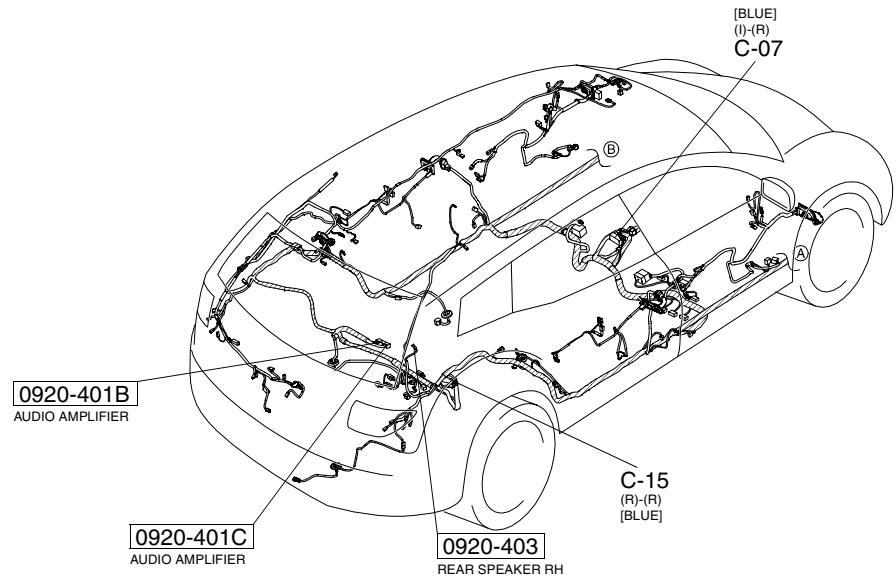 [BLUE]
(I)-(R)
C-07
B
A
0920-401B
AUDIO AMPLIFIER
C-15
(R)-(R)
[BLUE]
0920-401C
AUDIO AMPLIFIER
0920-403
REAR SPEAKER RH